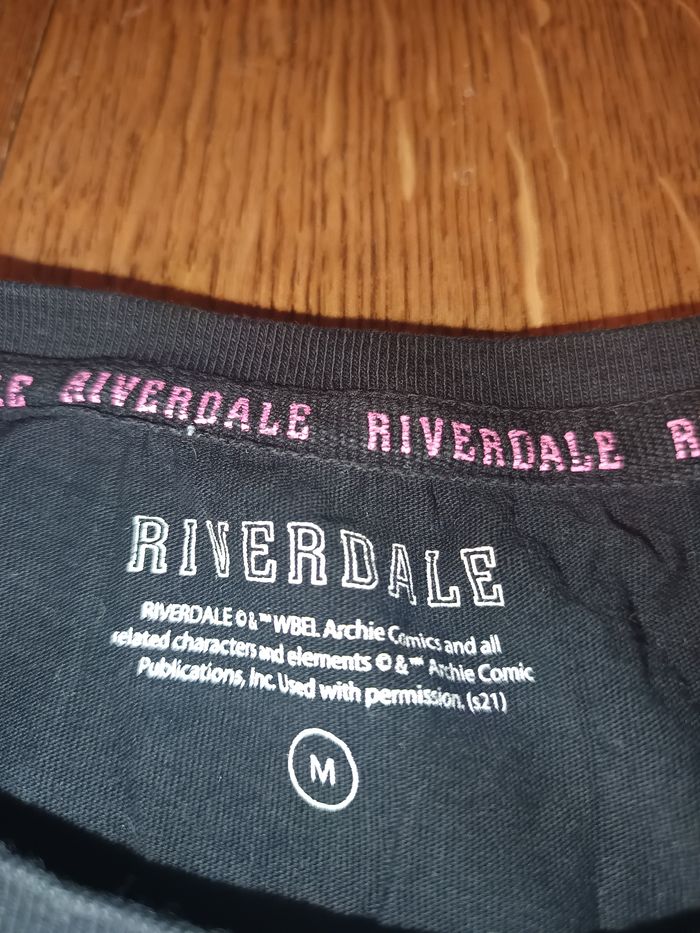 RIVERDALE RIVERDALE
RIVERDALE
RIVERDALE ©&™ WBEI. Archie Comics and all
related characters and elements ©&™ Archie Comic
Publications, Inc. Used with permission. (s21)
M